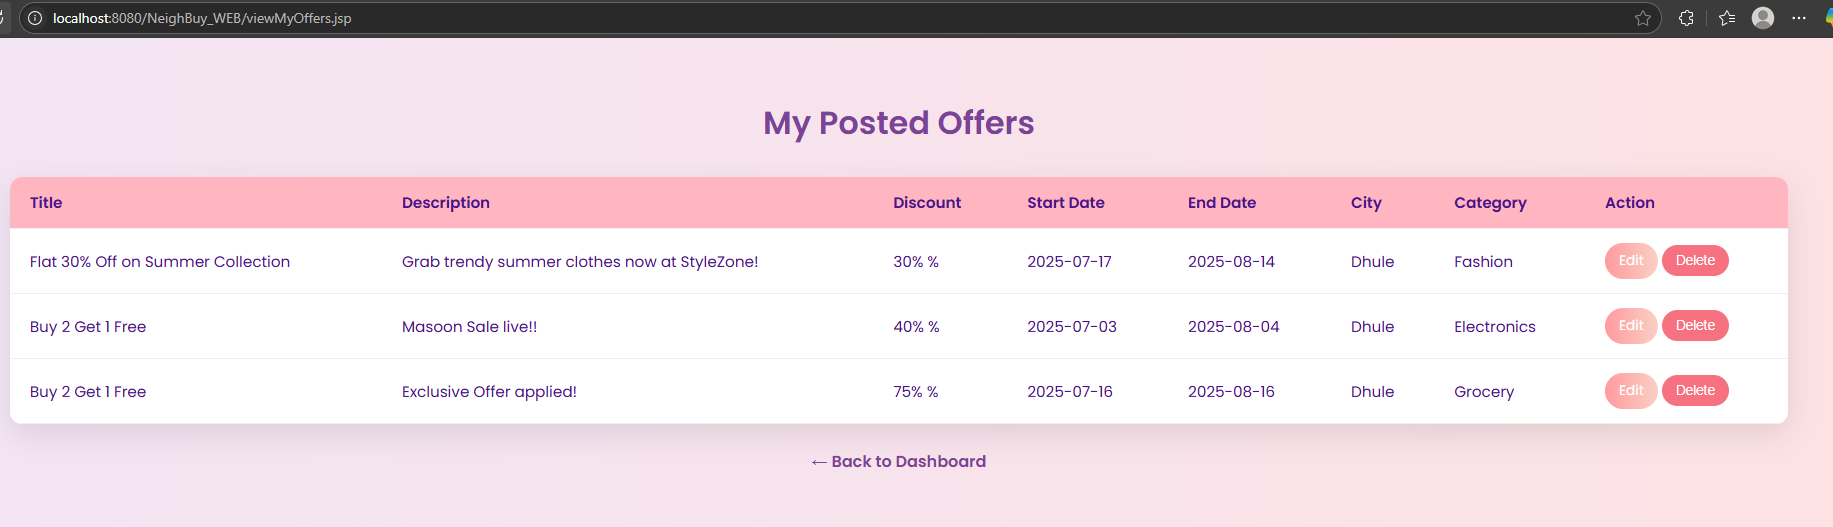 localhost:8080/NeighBuy_WEB/viewMyOffers.jsp
My Posted Offers
Title Description Discount Start Date End Date City Category Action
Flat 30% Off on Summer Collection Grab trendy summer clothes now at StyleZone! 30% % 2025-07-17 2025-08-14 Dhule Fashion Edit Delete
Buy 2 Get 1 Free Masoon Sale live!! 40% % 2025-07-03 2025-08-04 Dhule Electronics Edit Delete
Buy 2 Get 1 Free Exclusive Offer applied! 75% % 2025-07-16 2025-08-16 Dhule Grocery Edit Delete
← Back to Dashboard